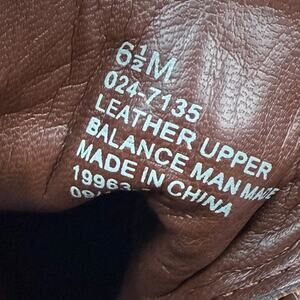 6½M
024-7135
LEATHER UPPER
BALANCE MAN MADE
MADE IN CHINA
19963